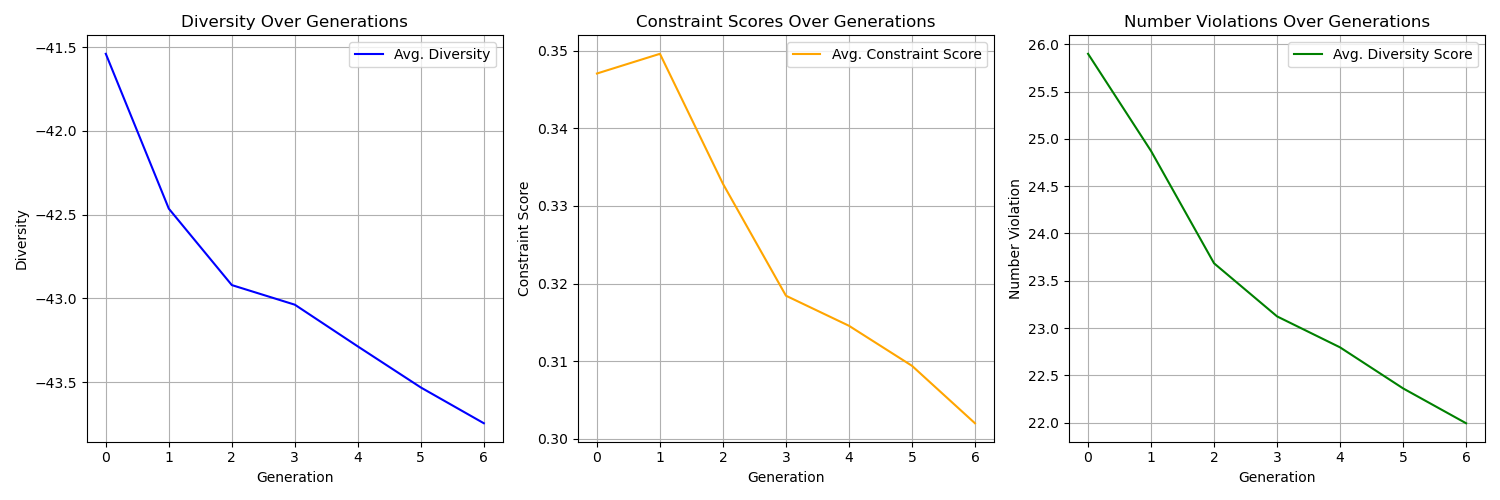 Diversity Over Generations
Avg. Diversity
−41.5
−42.0
−42.5
−43.0
−43.5
Diversity
0 1 2 3 4 5 6
Generation
Constraint Scores Over Generations
Avg. Constraint Score
0.35
0.34
0.33
0.32
0.31
0.30
Constraint Score
0 1 2 3 4 5 6
Generation
Number Violations Over Generations
Avg. Diversity Score
26.0
25.5
25.0
24.5
24.0
23.5
23.0
22.5
22.0
Number Violation
0 1 2 3 4 5 6
Generation